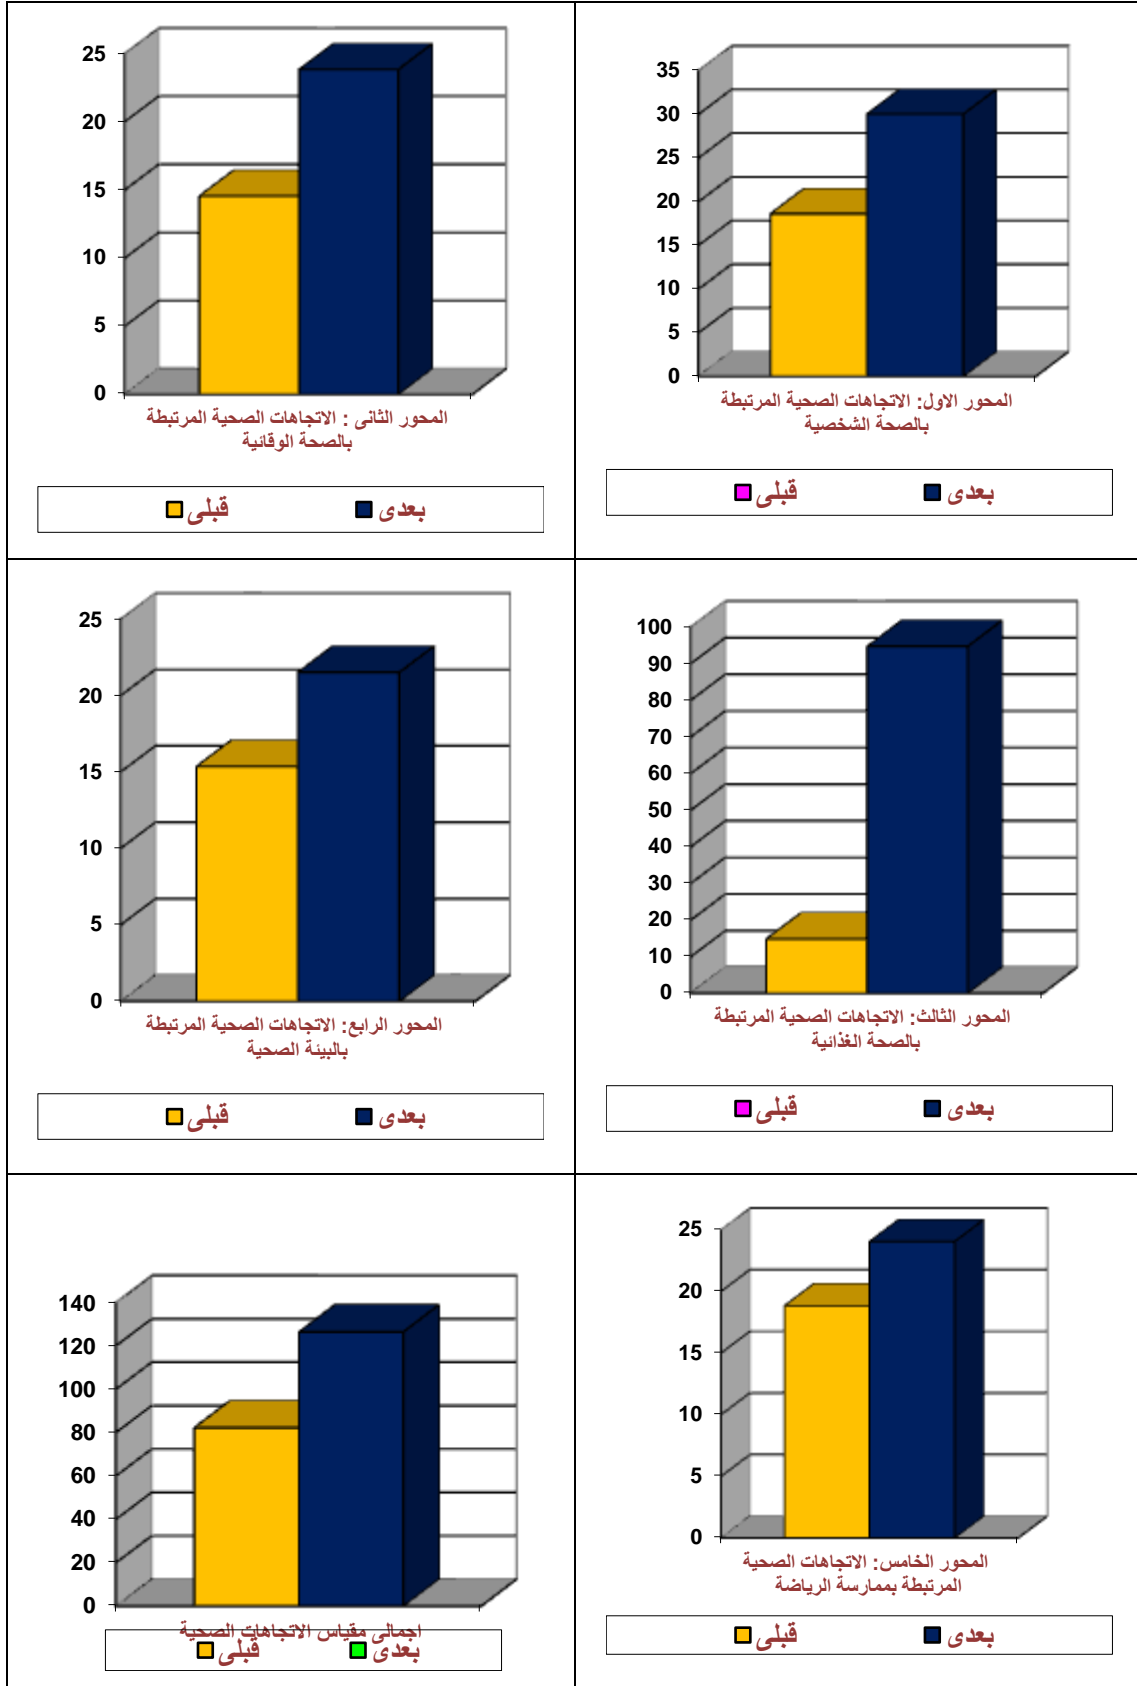 35
30
25
20
15
10
5
0
المحور الاول: الاتجاهات الصحية المرتبطة
بالصحة الشخصية
قبلى بعدى
25
20
15
10
5
0
المحور الثانى : الاتجاهات الصحية المرتبطة
بالصحة الوقائية
قبلى بعدى
100
90
80
70
60
50
40
30
20
10
0
المحور الثالث: الاتجاهات الصحية المرتبطة
بالصحة الغذائية
قبلى بعدى
25
20
15
10
5
0
المحور الرابع: الاتجاهات الصحية المرتبطة
بالبيئة الصحية
قبلى بعدى
25
20
15
10
5
0
المحور الخامس: الاتجاهات الصحية
المرتبطة بممارسة الرياضة
قبلى بعدى
140
120
100
80
60
40
20
0
اجمالى مقياس الاتجاهات الصحية
قبلى بعدى